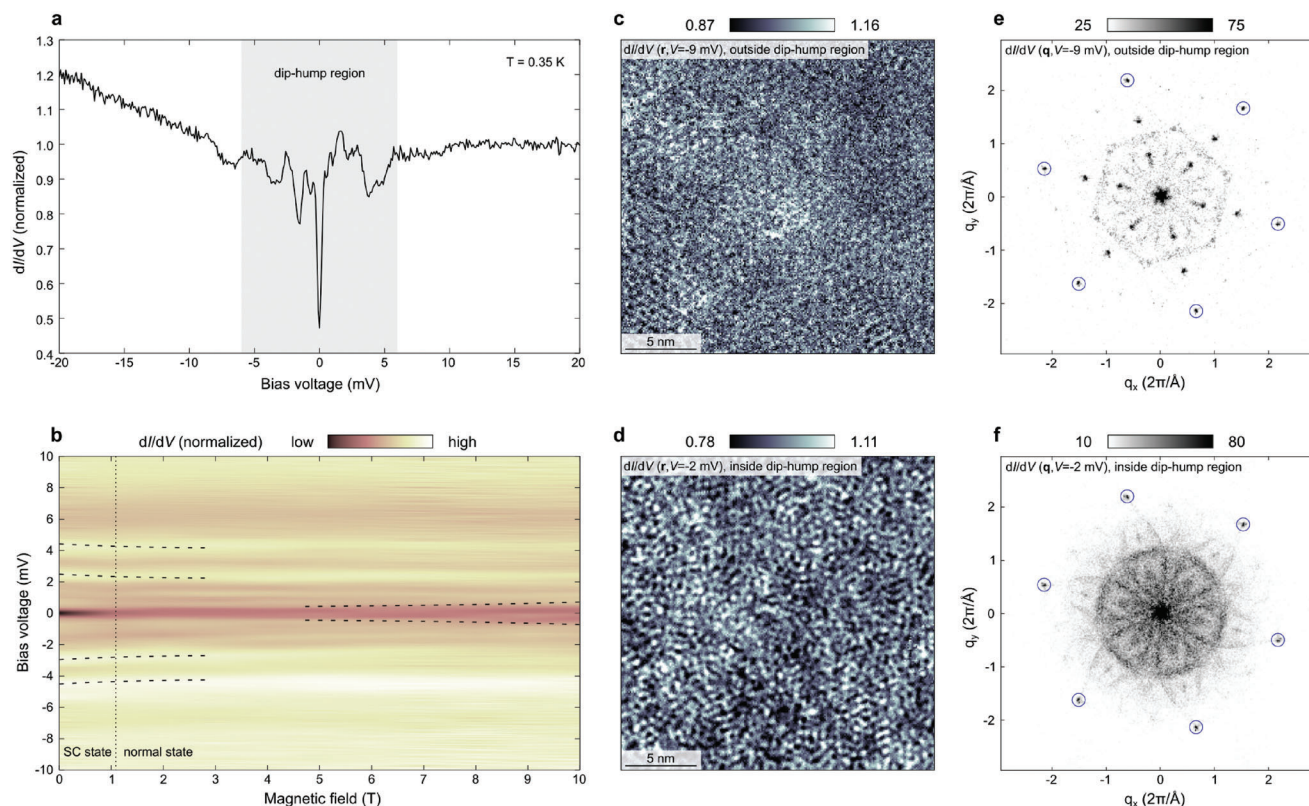 a
1.3
1.2
1.1
1.0
0.9
0.8
0.7
0.6
0.5
0.4
dI/dV (normalized)
dip-hump region
T = 0.35 K
-20 -15 -10 -5 0 5 10 15 20
Bias voltage (mV)
b
dI/dV (normalized) low high
10
8
6
4
2
0
-2
-4
-6
-8
-10
Bias voltage (mV)
SC state normal state
0 1 2 3 4 5 6 7 8 9 10
Magnetic field (T)
c
0.87 1.16
dI/dV (r,V=-9 mV), outside dip-hump region
5 nm
d
0.78 1.11
dI/dV (r,V=-2 mV), inside dip-hump region
5 nm
e
25 75
dI/dV (q,V=-9 mV), outside dip-hump region
2
1
0
-1
-2
qy (2π/Å)
-2 -1 0 1 2
qx (2π/Å)
f
10 80
dI/dV (q,V=-2 mV), inside dip-hump region
2
1
0
-1
-2
qy (2π/Å)
-2 -1 0 1 2
qx (2π/Å)